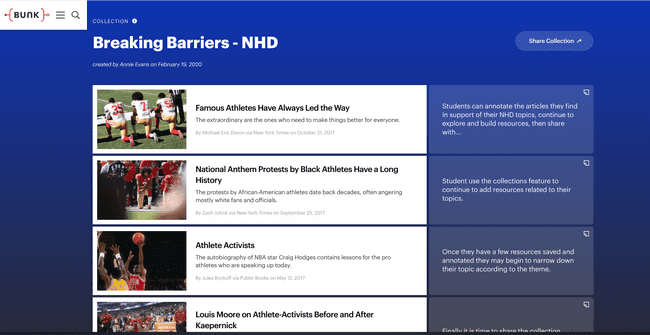 BUNK
COLLECTION
Breaking Barriers - NHD
Share Collection
created by Annie Evans on February 19, 2020
Famous Athletes Have Always Led the Way
The extraordinary are the ones who need to make things better for everyone.
By Michael Eric Dyson via New York Times on October 21, 2017
Students can annotate the articles they find
in support of their NHD topics, continue to
explore and build resources, then share
with...
National Anthem Protests by Black Athletes Have a Long
History
The protests by African-American athletes date back decades, often angering
mostly white fans and officials.
By Zach Johnk via New York Times on September 25, 2017
Student use the collections feature to
continue to add resources related to their
topics.
Athlete Activists
The autobiography of NBA star Craig Hodges contains lessons for the pro
athletes who are speaking up today.
By Jules Boykoff via Public Books on May 12, 2017
Once they have a few resources saved and
annotated they may begin to narrow down
their topic according to the theme.
Louis Moore on Athlete-Activists Before and After
Kaepernick
Finally it is time to share the collection